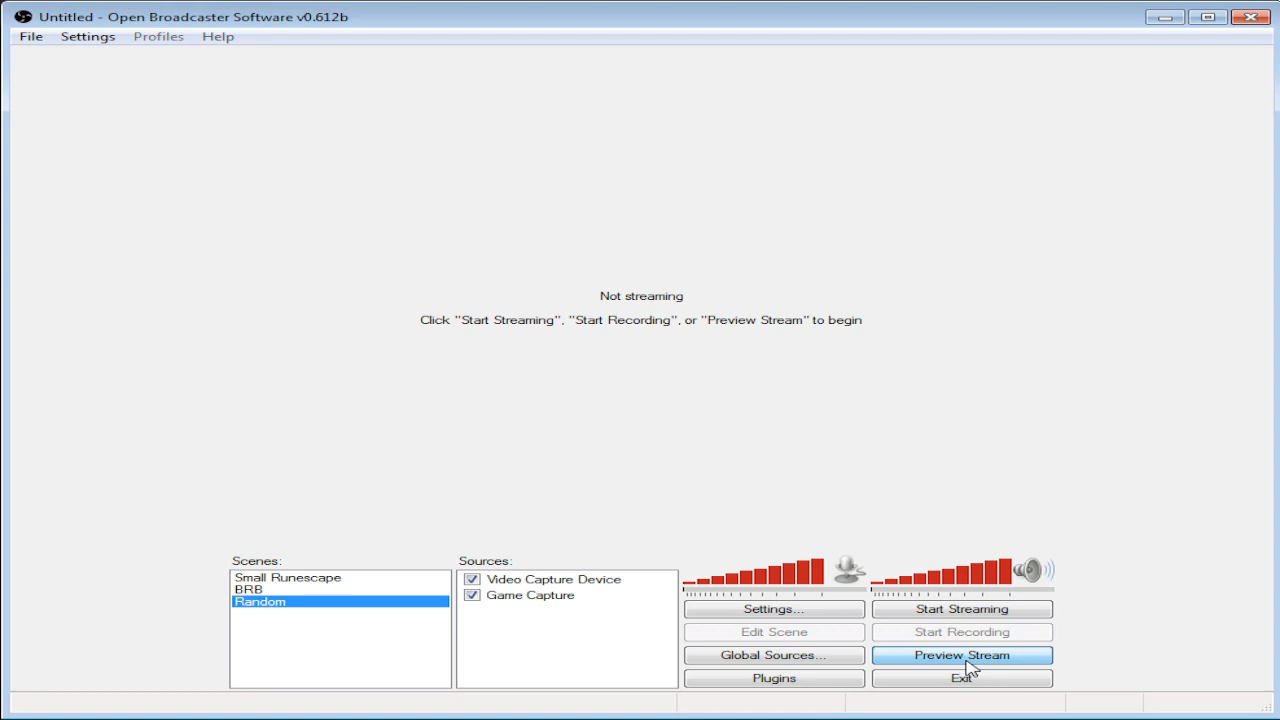 Untitled - Open Broadcaster Software v0.612b
File Settings Profiles Help
Not streaming
Click "Start Streaming", "Start Recording", or "Preview Stream" to begin
Scenes:
Small Runescape
BRB
Random
Sources:
Video Capture Device
Game Capture
Settings...
Start Streaming
Edit Scene
Start Recording
Global Sources...
Preview Stream
Plugins
Exit